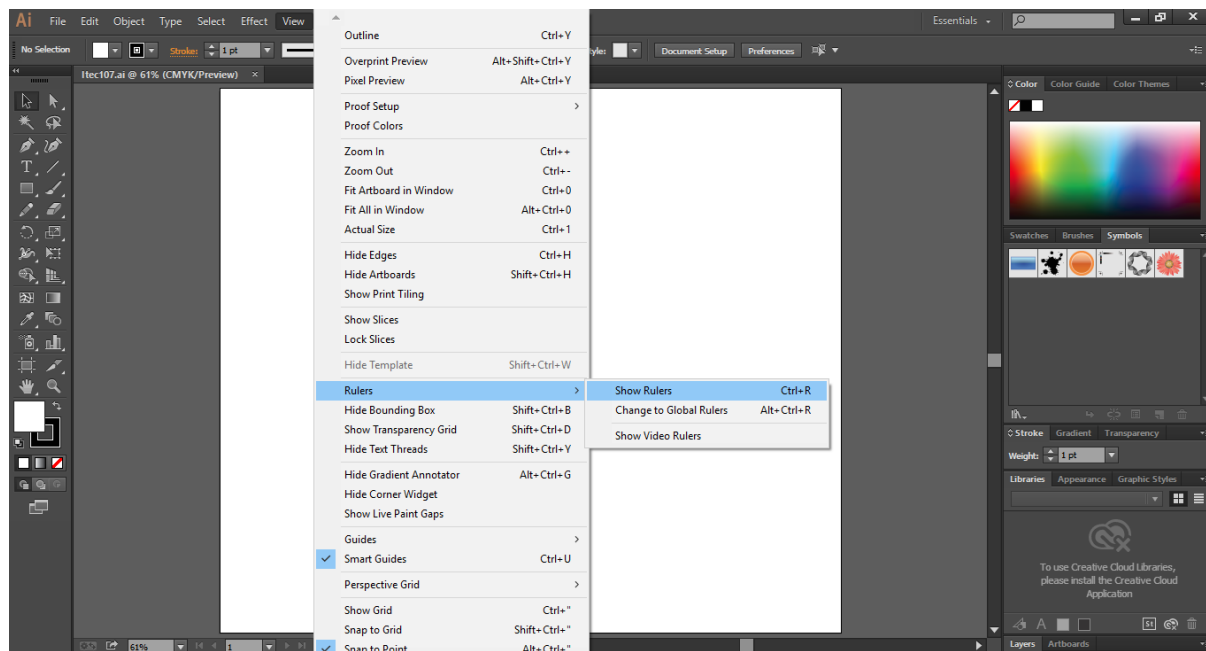 Ai File Edit Object Type Select Effect View Essentials
No Selection Stroke: 1 pt Style: Document Setup Preferences
Itec107.ai @ 61% (CMYK/Preview) ×
Outline Ctrl+Y
Overprint Preview Alt+Shift+Ctrl+Y
Pixel Preview Alt+Ctrl+Y
Proof Setup
Proof Colors
Zoom In Ctrl++
Zoom Out Ctrl+-
Fit Artboard in Window Ctrl+0
Fit All in Window Alt+Ctrl+0
Actual Size Ctrl+1
Hide Edges Ctrl+H
Hide Artboards Shift+Ctrl+H
Show Print Tiling
Show Slices
Lock Slices
Hide Template Shift+Ctrl+W
Rulers
Hide Bounding Box Shift+Ctrl+B
Show Transparency Grid Shift+Ctrl+D
Hide Text Threads Shift+Ctrl+Y
Hide Gradient Annotator Alt+Ctrl+G
Hide Corner Widget
Show Live Paint Gaps
Guides
Smart Guides Ctrl+U
Perspective Grid
Show Grid Ctrl+"
Snap to Grid Shift+Ctrl+"
Snap to Point Alt+Ctrl+"
Show Rulers Ctrl+R
Change to Global Rulers Alt+Ctrl+R
Show Video Rulers
Color Color Guide Color Themes
Swatches Brushes Symbols
Stroke Gradient Transparency
Weight: 1 pt
Libraries Appearance Graphic Styles
To use Creative Cloud Libraries,
please install the Creative Cloud
Application
St
Layers Artboards
61% 1